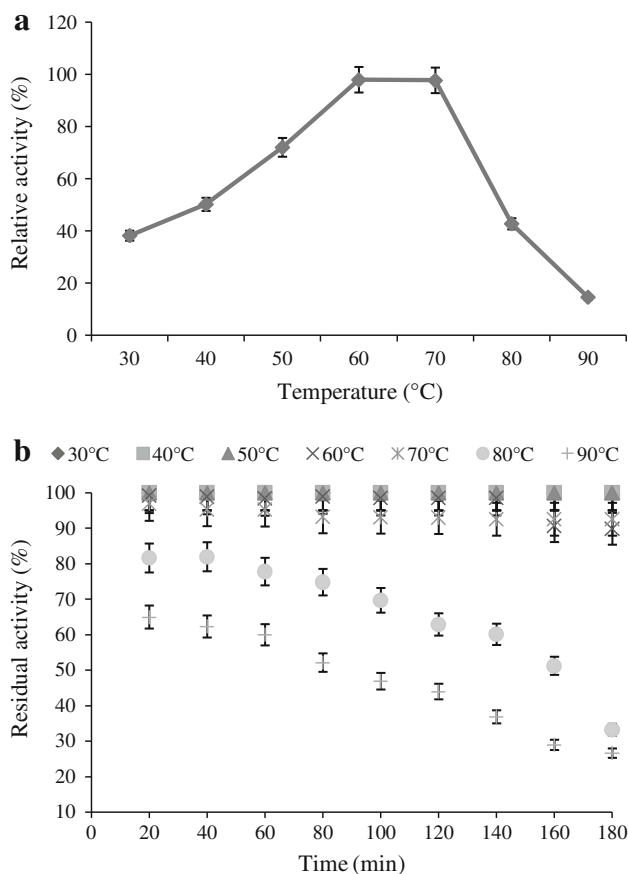 a
120
100
80
60
40
20
0
Relative activity (%)
30 40 50 60 70 80 90
Temperature (°C)
b
30°C 40°C 50°C 60°C 70°C 80°C 90°C
100
90
80
70
60
50
40
30
20
10
Residual activity (%)
0 20 40 60 80 100 120 140 160 180
Time (min)